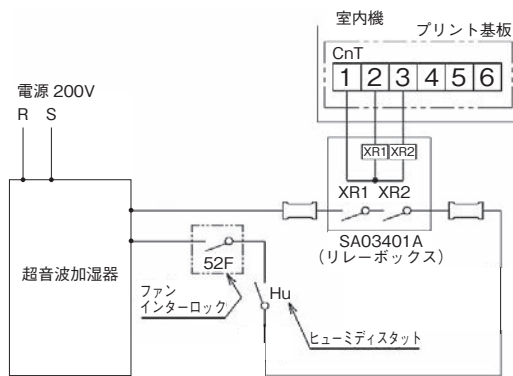 室内機
プリント基板
CnT
1 2 3 4 5 6
電源 200V
R S
XR1 XR2
XR1 XR2
SA03401A
(リレーボックス)
超音波加湿器
52F
ファン
インターロック
Hu
ヒューミディスタット